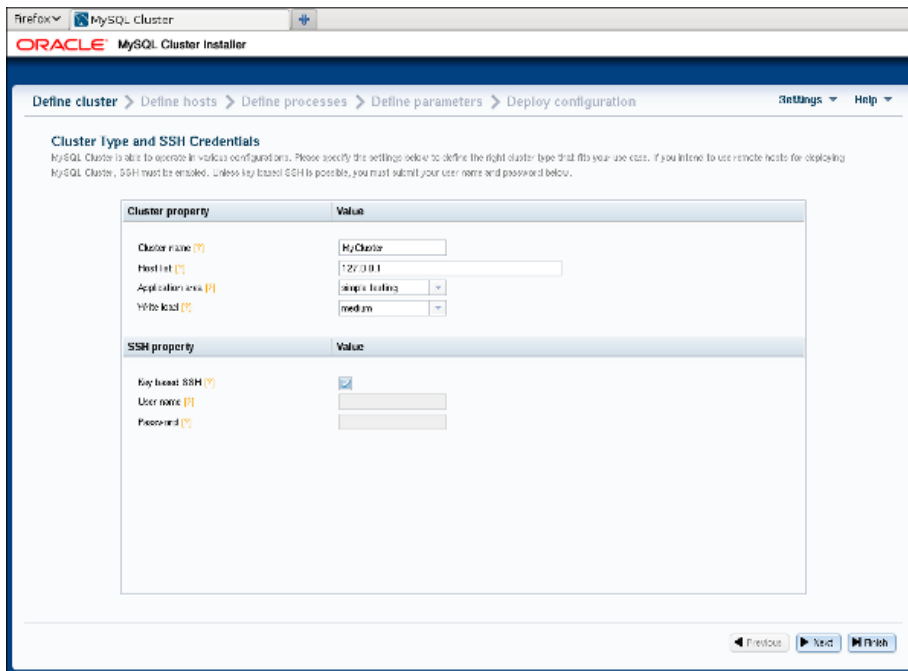 Firefox MySQL Cluster
ORACLE MySQL Cluster Installer
Define cluster > Define hosts > Define processes > Define parameters > Deploy configuration Settings Help
Cluster Type and SSH Credentials
MySQL Cluster is able to operate in various configurations. Please specify the settings below to define the right cluster type that fits your use case. If you intend to use remote hosts for deploying
MySQL Cluster, SSH must be enabled. Unless key based SSH is possible, you must submit your user name and password below.
Cluster property Value
Cluster name [?] MyCluster
Host list [?] 127.0.0.1
Application area [?] simple testing
Write load [?] medium
SSH property Value
Key based SSH [?]
User name [?]
Password [?]
Previous Next Finish